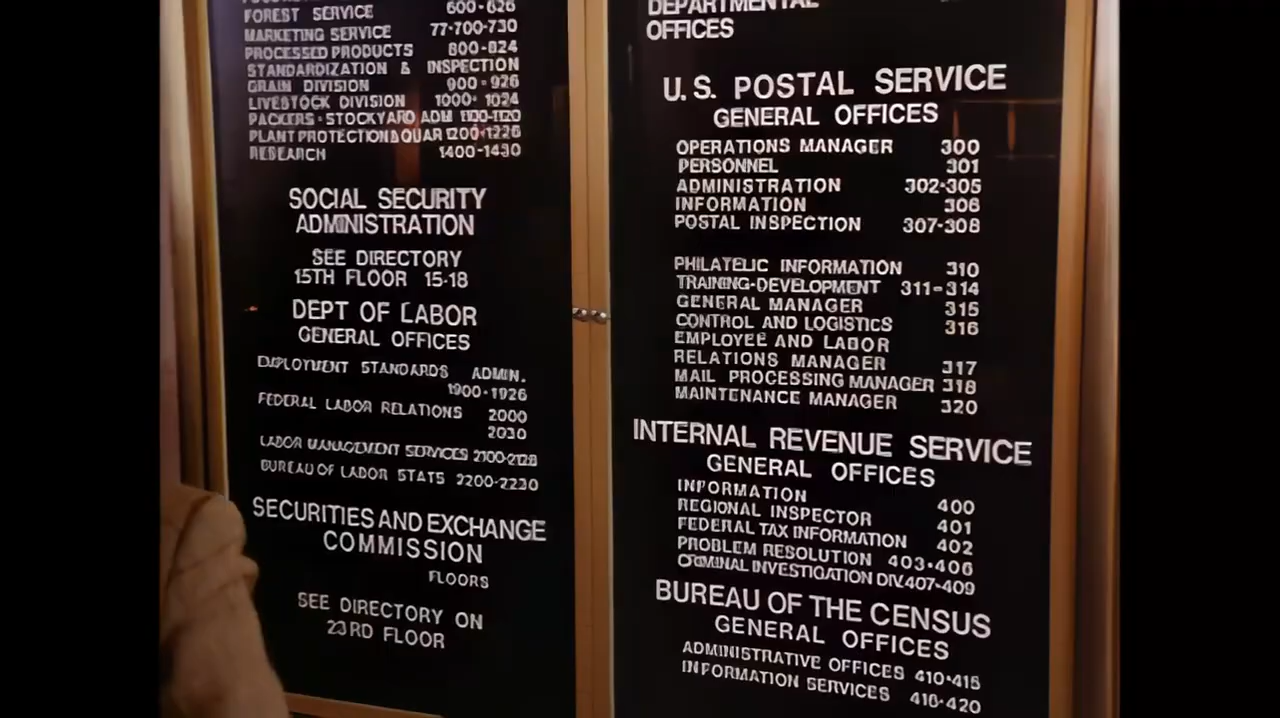 FOREST SERVICE 600-626
MARKETING SERVICE 77-700-730
PROCESSED PRODUCTS 800-824
STANDARDIZATION & INSPECTION
GRAIN DIVISION 900-926
LIVESTOCK DIVISION 1000-1024
PACKERS-STOCKYARD ADM 1100-1120
PLANT PROTECTION & QUAR 1200-1226
RESEARCH 1400-1430
SOCIAL SECURITY
ADMINISTRATION
SEE DIRECTORY
15TH FLOOR 15-18
DEPT OF LABOR
GENERAL OFFICES
EMPLOYMENT STANDARDS ADMIN.
1900-1926
FEDERAL LABOR RELATIONS 2000
2030
LABOR MANAGEMENT SERVICES 2100-2128
BUREAU OF LABOR STATS 2200-2230
SECURITIES AND EXCHANGE
COMMISSION
FLOORS
SEE DIRECTORY ON
23RD FLOOR
DEPARTMENTAL
OFFICES
U.S. POSTAL SERVICE
GENERAL OFFICES
OPERATIONS MANAGER 300
PERSONNEL 301
ADMINISTRATION 302-305
INFORMATION 306
POSTAL INSPECTION 307-308
PHILATELIC INFORMATION 310
TRAINING-DEVELOPMENT 311-314
GENERAL MANAGER 315
CONTROL AND LOGISTICS 316
EMPLOYEE AND LABOR
RELATIONS MANAGER 317
MAIL PROCESSING MANAGER 318
MAINTENANCE MANAGER 320
INTERNAL REVENUE SERVICE
GENERAL OFFICES
INFORMATION 400
REGIONAL INSPECTOR 401
FEDERAL TAX INFORMATION 402
PROBLEM RESOLUTION 403-406
CRIMINAL INVESTIGATION DIV. 407-409
BUREAU OF THE CENSUS
GENERAL OFFICES
ADMINISTRATIVE OFFICES 410-415
INFORMATION SERVICES 416-420